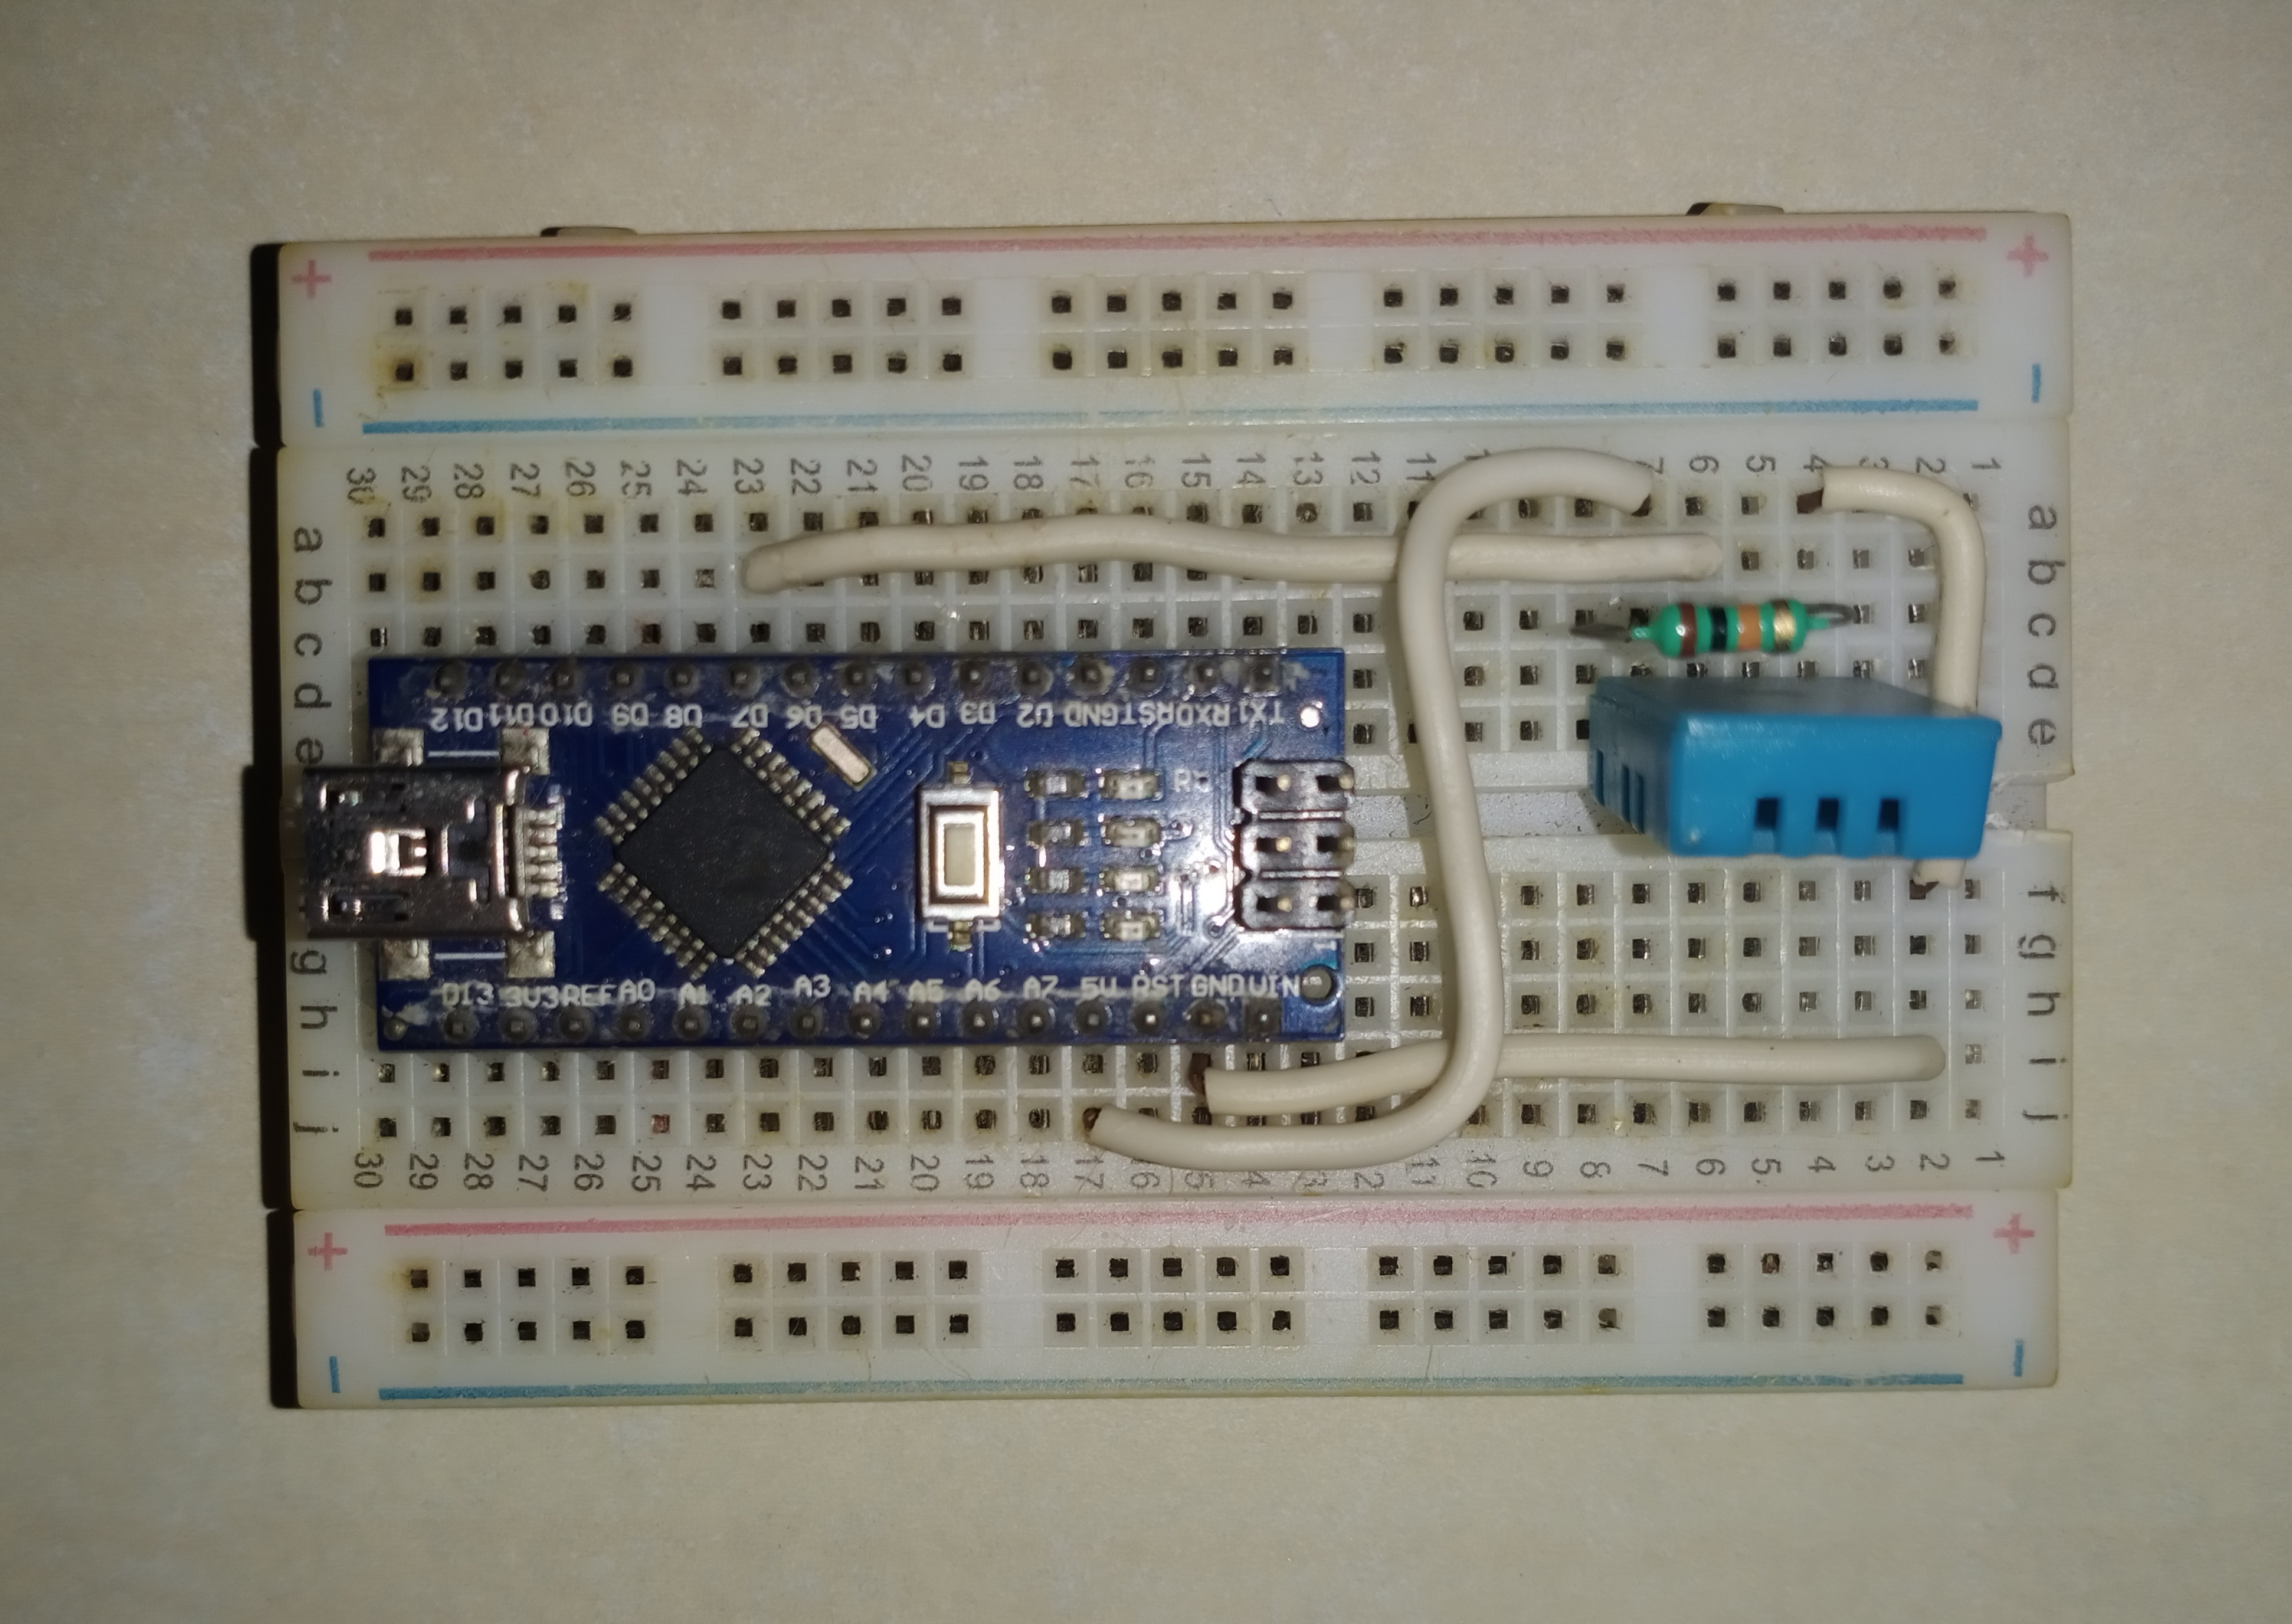 + +
- -
30 29 28 27 26 25 24 23 22 21 20 19 18 17 16 15 14 13 12 11 7 6 5 4 3 2 1
a a
b b
c c
d d
e e
D12 D11 D10 D9 D8 D7 D6 D5 D4 D3 D2 GND RST RX0 TX1
f
g g
D13 3V3 REF A0 A1 A2 A3 A4 A5 A6 A7 5V RST GND VIN
h h
i i
j j
30 29 28 27 26 25 24 23 22 21 20 19 18 17 16 15 14 13 12 11 10 9 8 7 6 5 4 3 2 1
+ +
- -